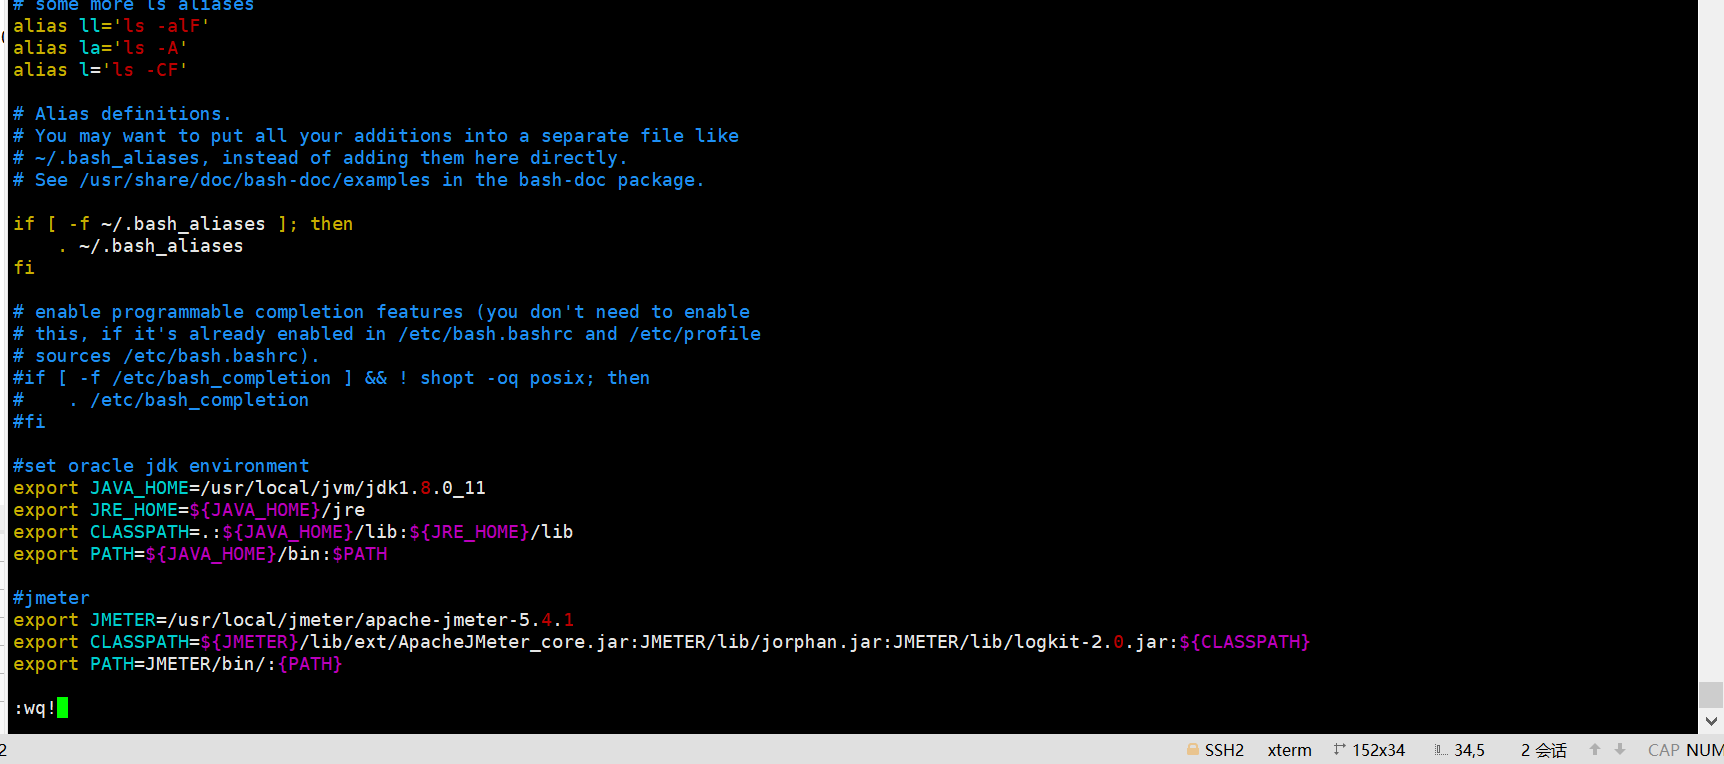 # some more ls aliases
alias ll='ls -alF'
alias la='ls -A'
alias l='ls -CF'
# Alias definitions.
# You may want to put all your additions into a separate file like
# ~/.bash_aliases, instead of adding them here directly.
# See /usr/share/doc/bash-doc/examples in the bash-doc package.
if [ -f ~/.bash_aliases ]; then
    . ~/.bash_aliases
fi
# enable programmable completion features (you don't need to enable
# this, if it's already enabled in /etc/bash.bashrc and /etc/profile
# sources /etc/bash.bashrc).
#if [ -f /etc/bash_completion ] && ! shopt -oq posix; then
#    . /etc/bash_completion
#fi
#set oracle jdk environment
export JAVA_HOME=/usr/local/jvm/jdk1.8.0_11
export JRE_HOME=${JAVA_HOME}/jre
export CLASSPATH=.:${JAVA_HOME}/lib:${JRE_HOME}/lib
export PATH=${JAVA_HOME}/bin:$PATH
#jmeter
export JMETER=/usr/local/jmeter/apache-jmeter-5.4.1
export CLASSPATH=${JMETER}/lib/ext/ApacheJMeter_core.jar:JMETER/lib/jorphan.jar:JMETER/lib/logkit-2.0.jar:${CLASSPATH}
export PATH=JMETER/bin/:{PATH}
:wq!
2 SSH2 xterm 152x34 34,5 2 会话 CAP NUM